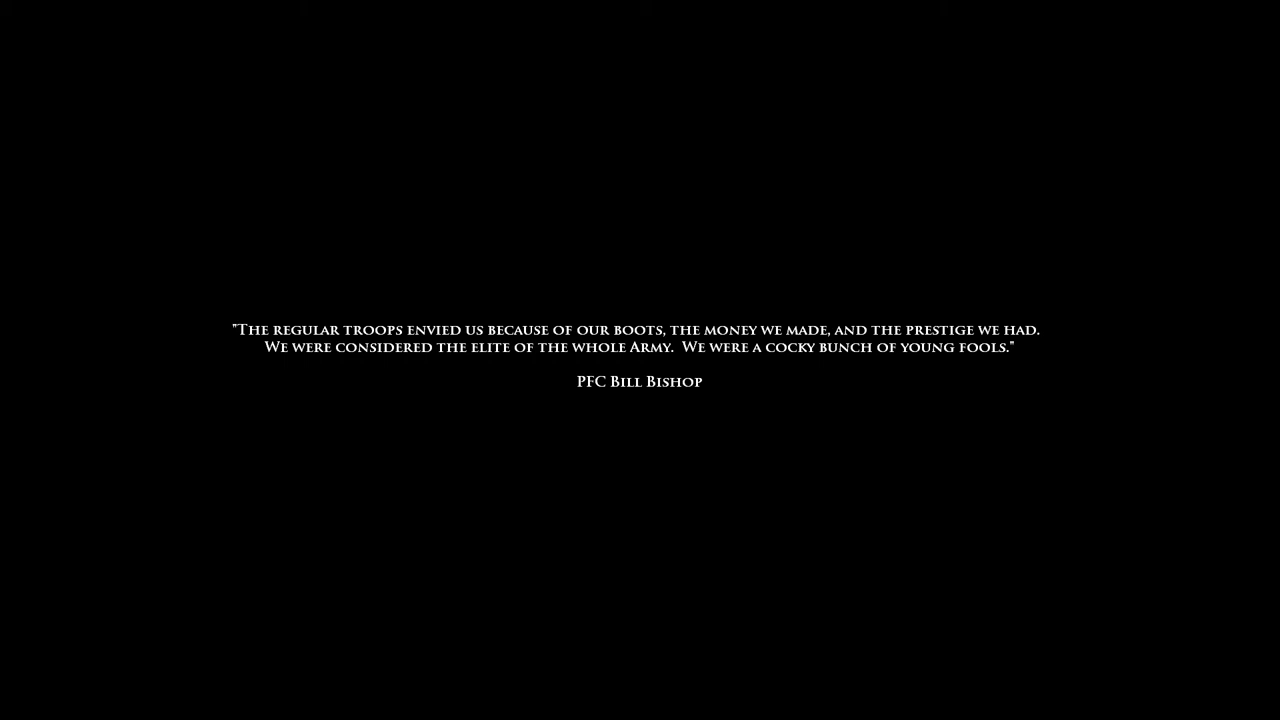 "The regular troops envied us because of our boots, the money we made, and the prestige we had.
We were considered the elite of the whole Army.  We were a cocky bunch of young fools."
PFC Bill Bishop